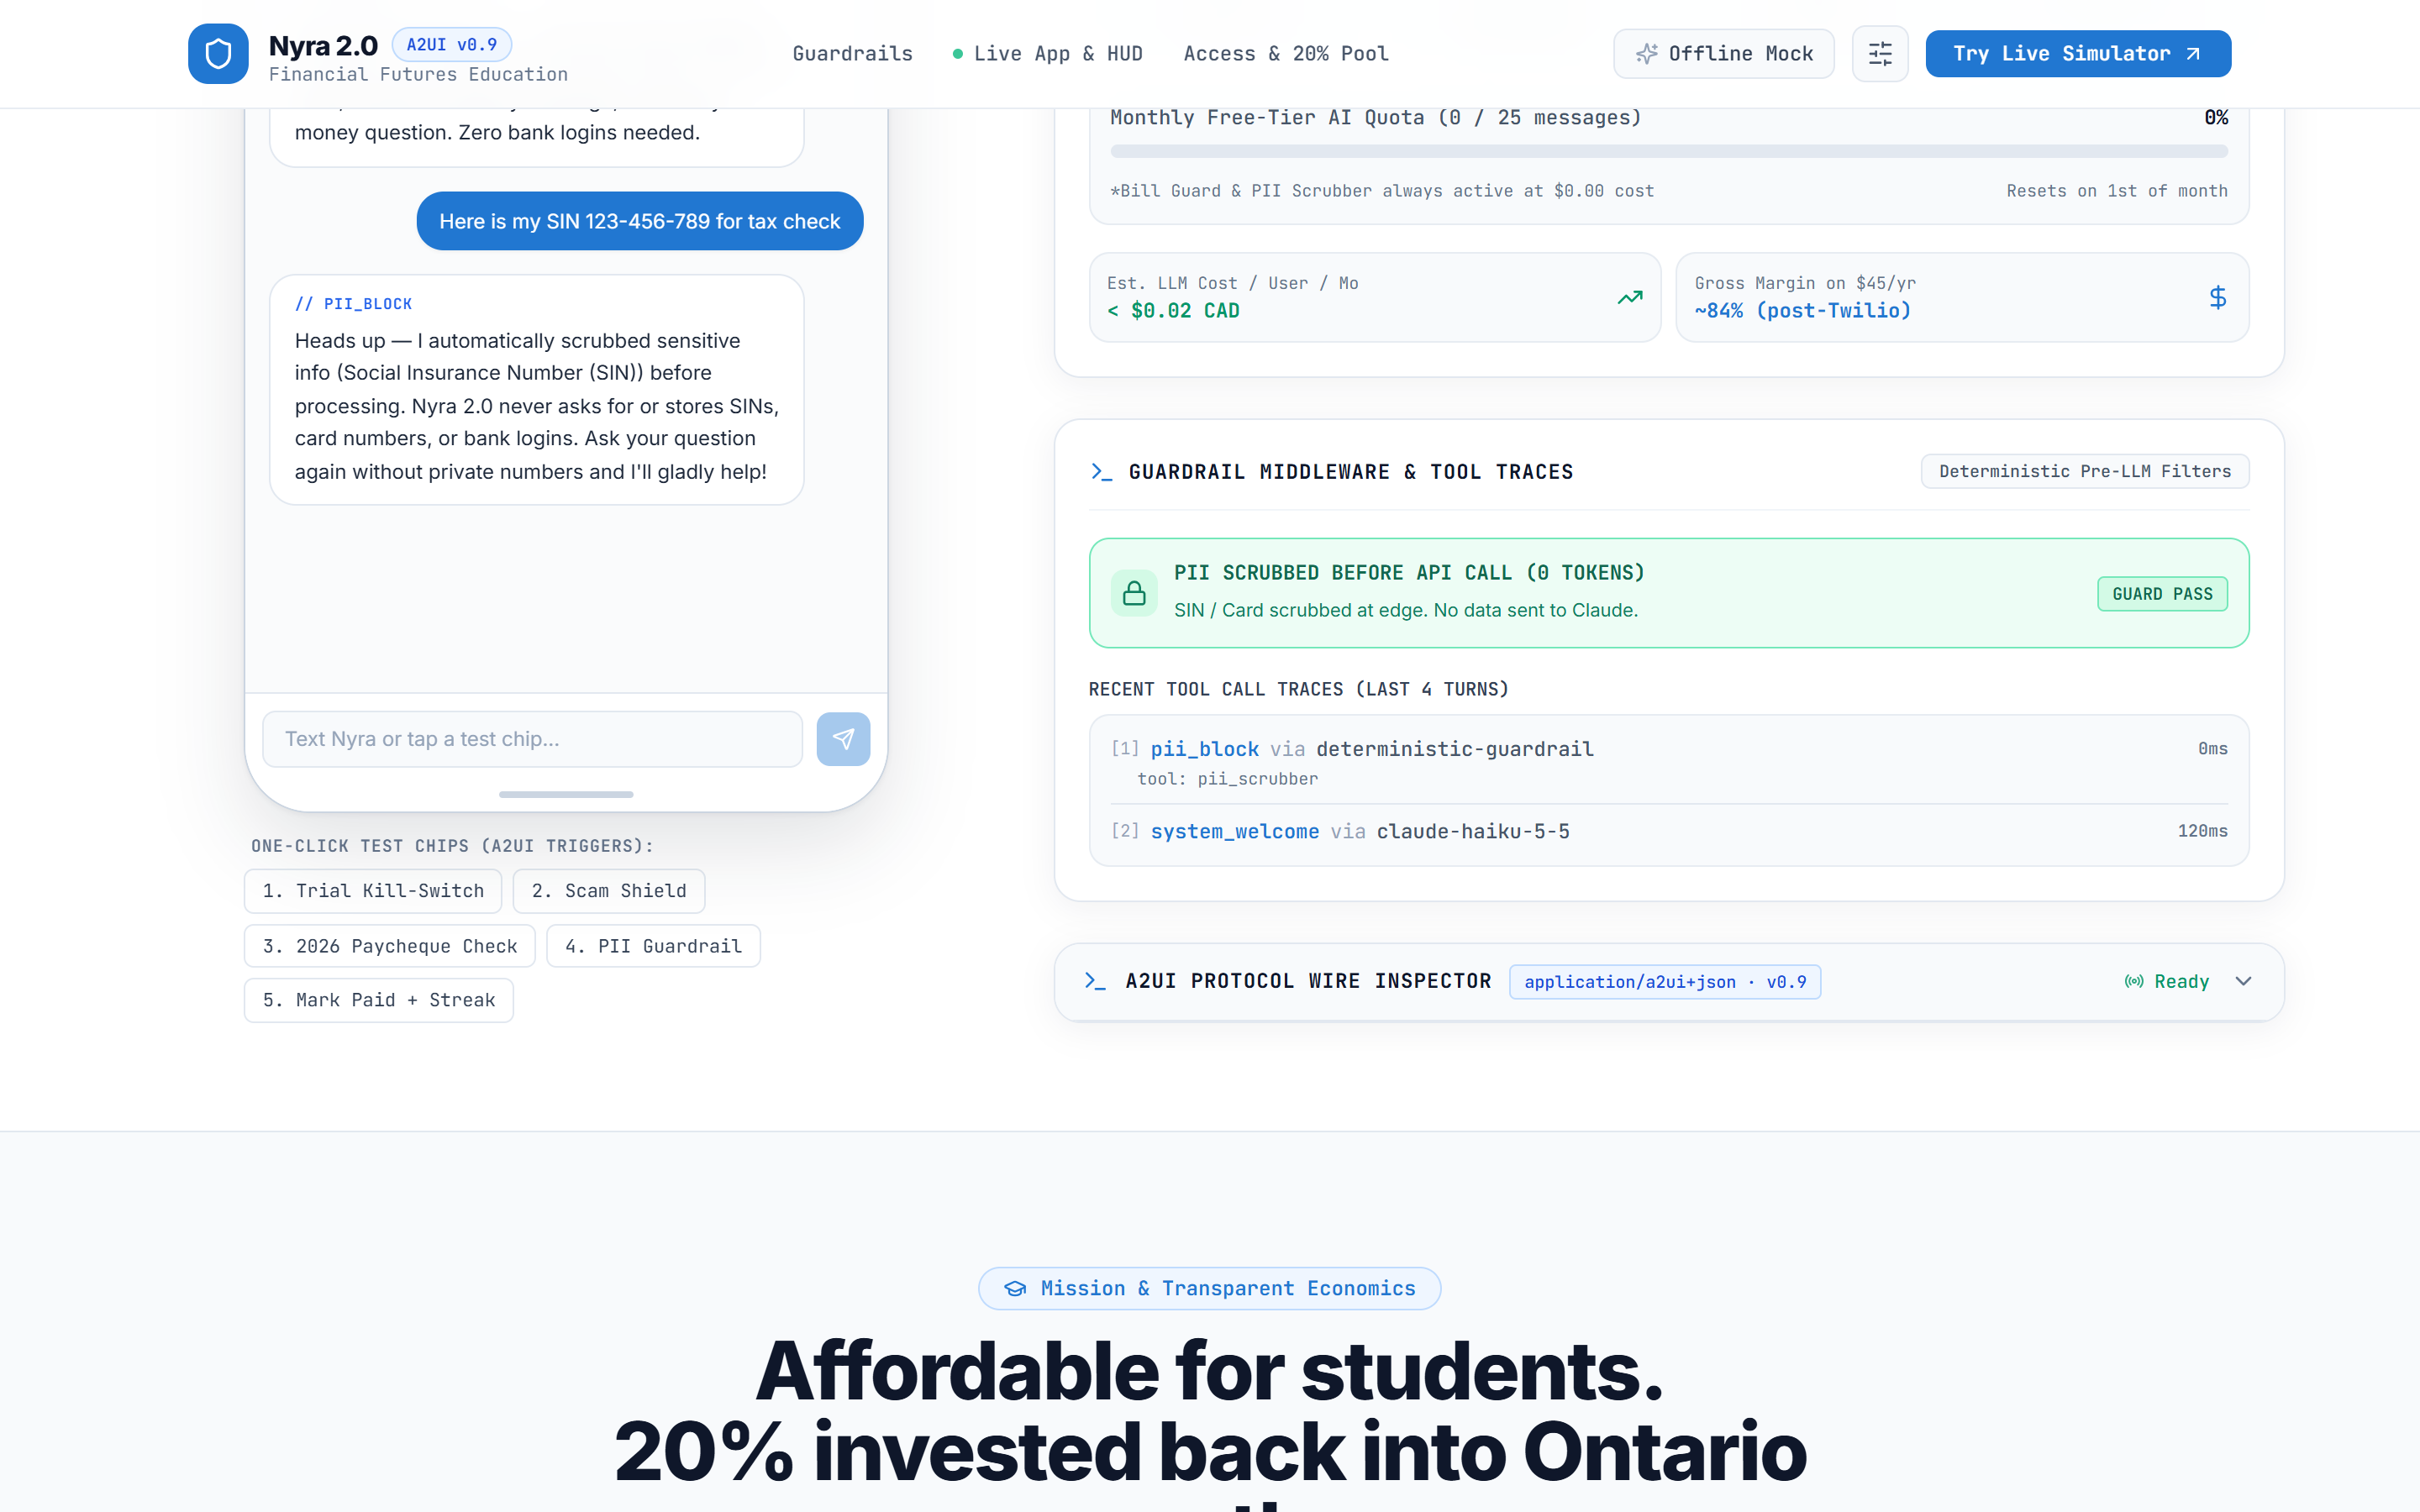 Nyra 2.0
A2UI v0.9
Financial Futures Education
Guardrails
Live App & HUD
Access & 20% Pool
Offline Mock
Try Live Simulator
money question. Zero bank logins needed.
Here is my SIN 123-456-789 for tax check
// PII_BLOCK
Heads up — I automatically scrubbed sensitive
info (Social Insurance Number (SIN)) before
processing. Nyra 2.0 never asks for or stores SINs,
card numbers, or bank logins. Ask your question
again without private numbers and I'll gladly help!
Text Nyra or tap a test chip...
ONE-CLICK TEST CHIPS (A2UI TRIGGERS):
1. Trial Kill-Switch
2. Scam Shield
3. 2026 Paycheque Check
4. PII Guardrail
5. Mark Paid + Streak
Monthly Free-Tier AI Quota (0 / 25 messages)
0%
*Bill Guard & PII Scrubber always active at $0.00 cost
Resets on 1st of month
Est. LLM Cost / User / Mo
< $0.02 CAD
Gross Margin on $45/yr
~84% (post-Twilio)
GUARDRAIL MIDDLEWARE & TOOL TRACES
Deterministic Pre-LLM Filters
PII SCRUBBED BEFORE API CALL (0 TOKENS)
SIN / Card scrubbed at edge. No data sent to Claude.
GUARD PASS
RECENT TOOL CALL TRACES (LAST 4 TURNS)
[1] pii_block via deterministic-guardrail
0ms
tool: pii_scrubber
[2] system_welcome via claude-haiku-5-5
120ms
A2UI PROTOCOL WIRE INSPECTOR
application/a2ui+json · v0.9
Ready
Mission & Transparent Economics
Affordable for students.
20% invested back into Ontario